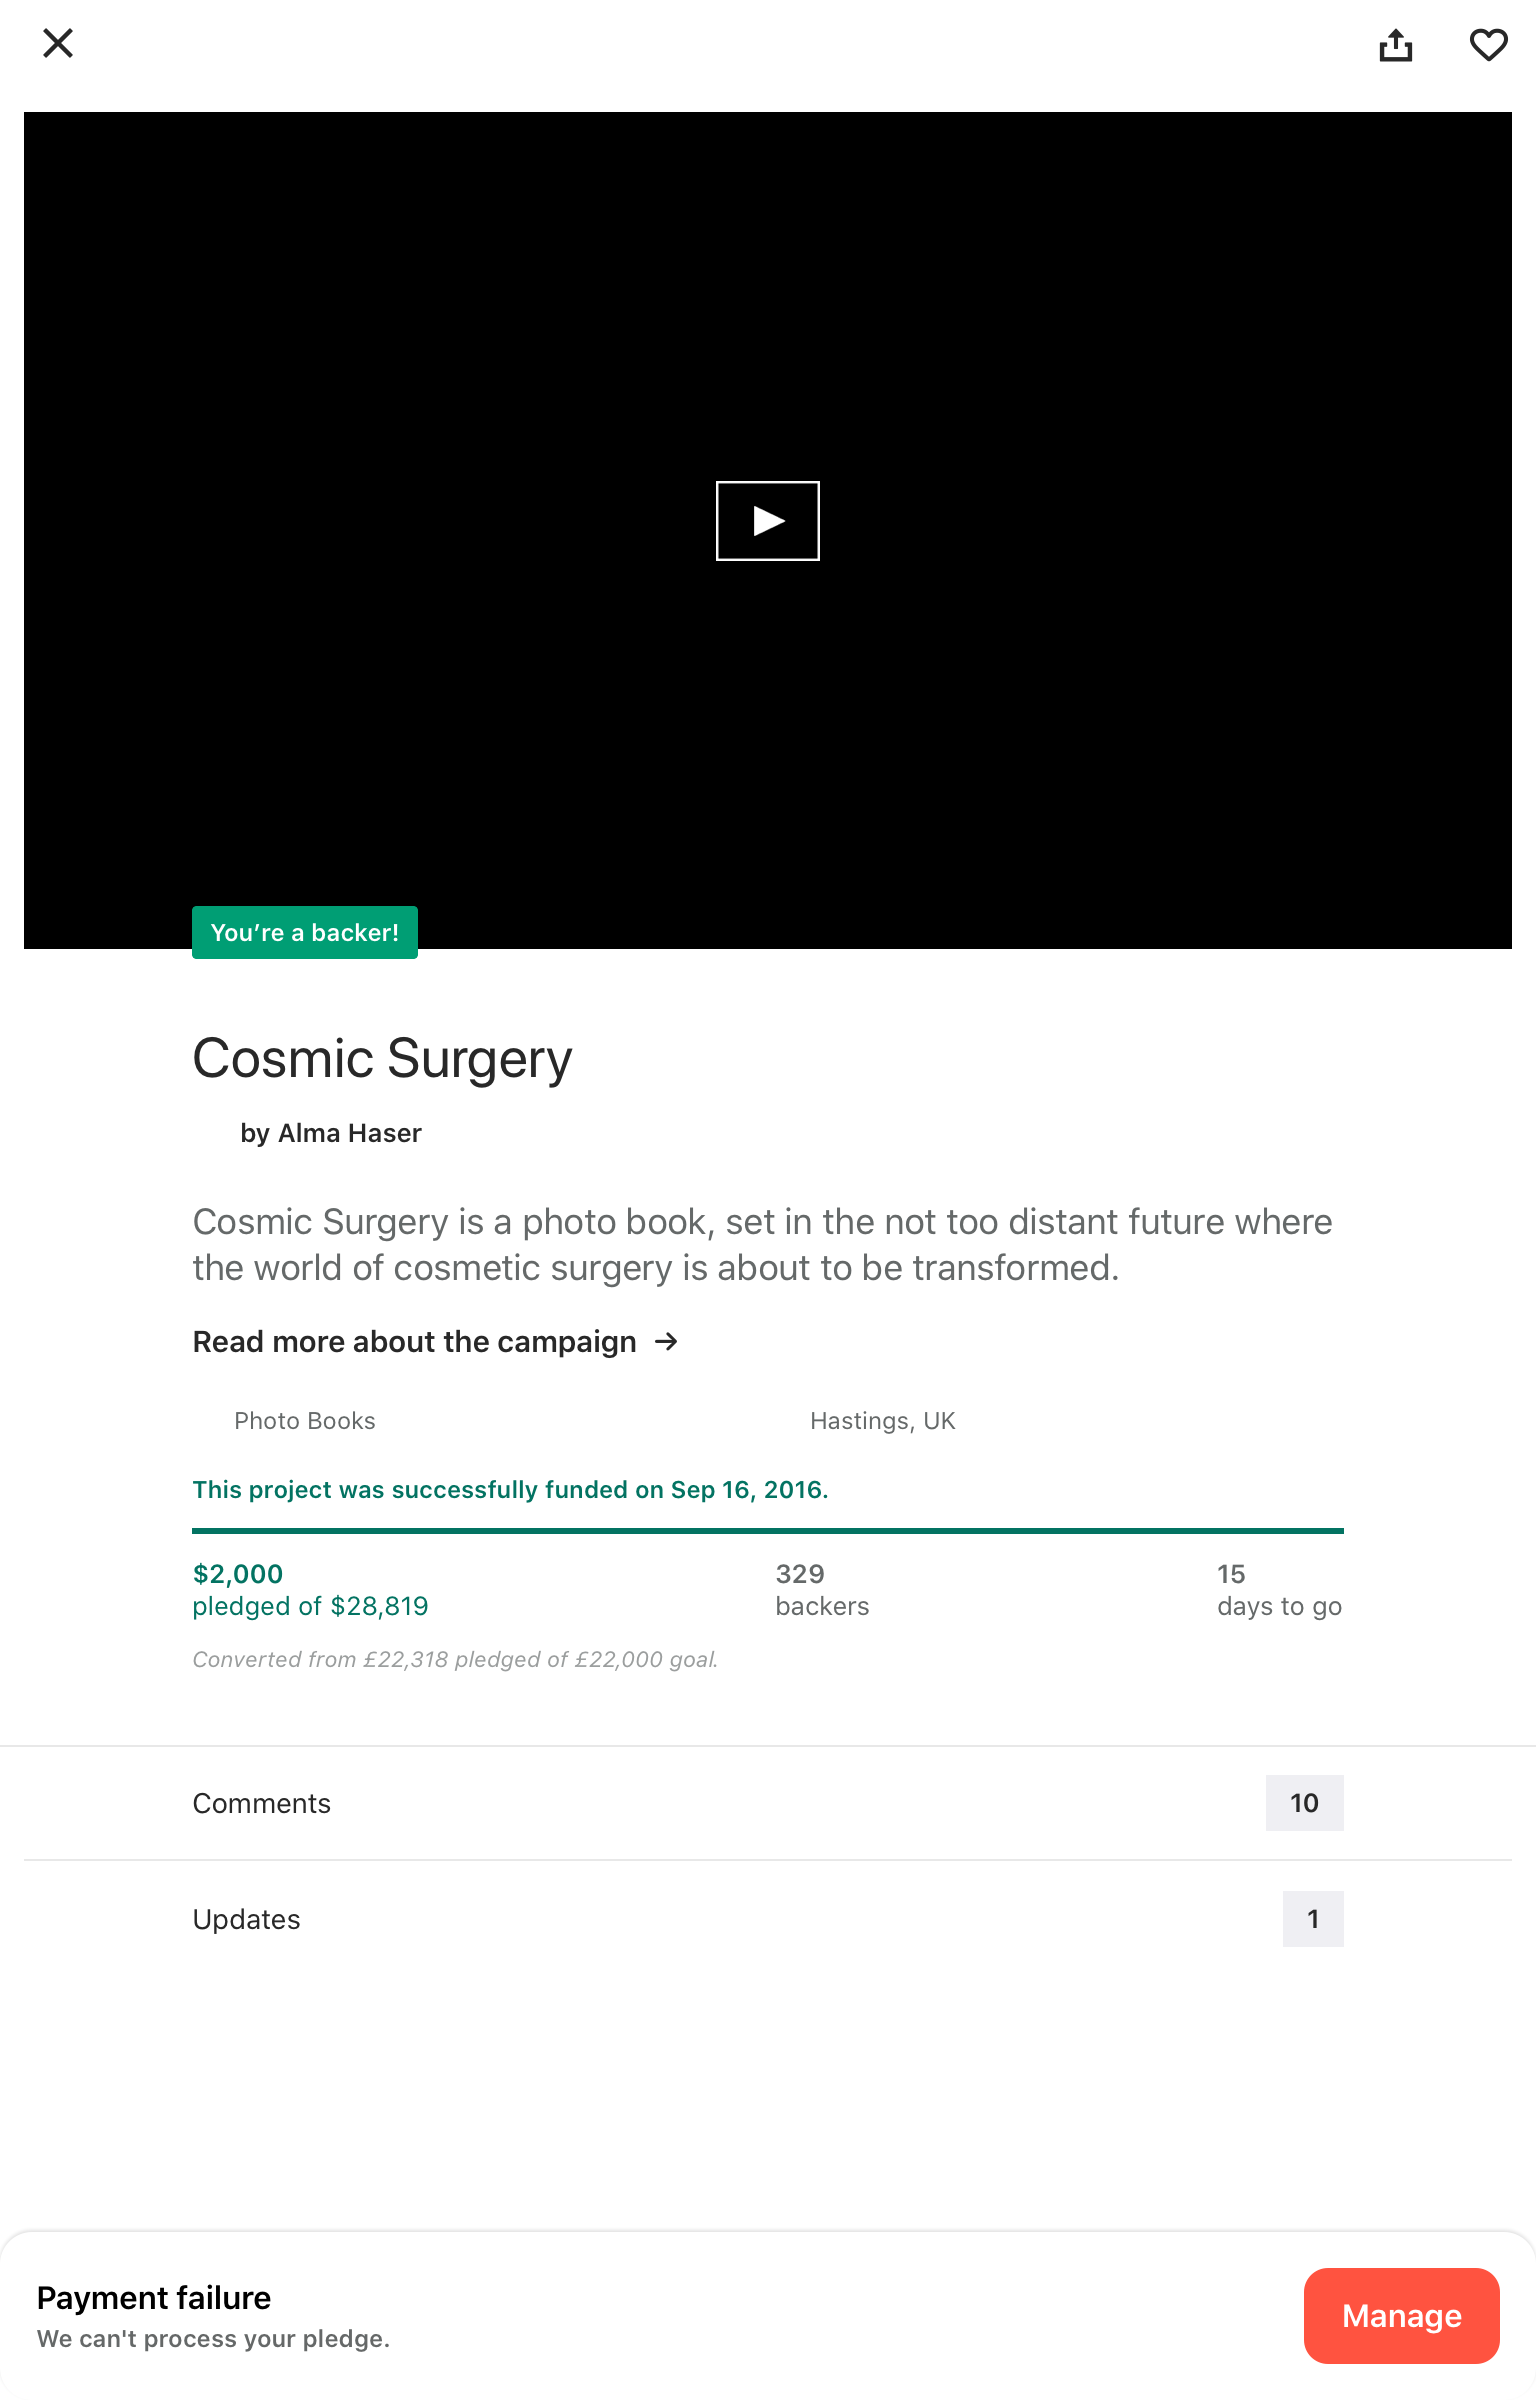 You’re a backer!
Cosmic Surgery
by Alma Haser
Cosmic Surgery is a photo book, set in the not too distant future where
the world of cosmetic surgery is about to be transformed.
Read more about the campaign →
Photo Books
Hastings, UK
This project was successfully funded on Sep 16, 2016.
$2,000
pledged of $28,819
329
backers
15
days to go
Converted from £22,318 pledged of £22,000 goal.
Comments
10
Updates
1
Payment failure
We can't process your pledge.
Manage